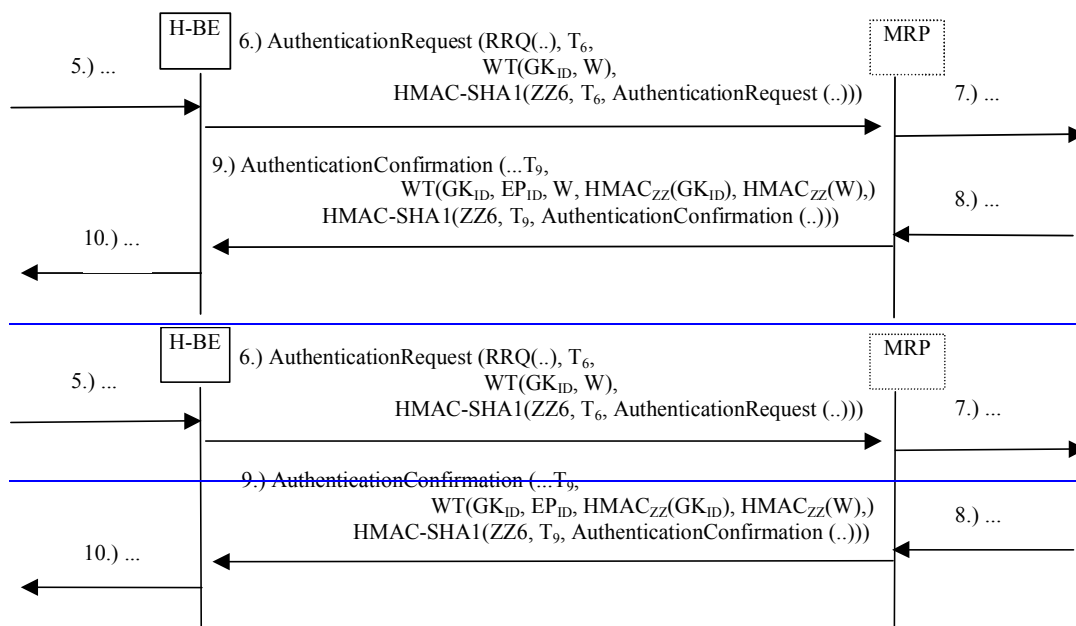 H-BE
MRP
6.) AuthenticationRequest (RRQ(..), T6,
WT(GKID, W),
HMAC-SHA1(ZZ6, T6, AuthenticationRequest (..)))
5.) ...
7.) ...
9.) AuthenticationConfirmation (...T9,
WT(GKID, EPID, W, HMACZZ(GKID), HMACZZ(W),)
HMAC-SHA1(ZZ6, T9, AuthenticationConfirmation (..)))
8.) ...
10.) ...
H-BE
MRP
6.) AuthenticationRequest (RRQ(..), T6,
WT(GKID, W),
HMAC-SHA1(ZZ6, T6, AuthenticationRequest (..)))
5.) ...
7.) ...
9.) AuthenticationConfirmation (...T9,
WT(GKID, EPID, HMACZZ(GKID), HMACZZ(W),)
HMAC-SHA1(ZZ6, T9, AuthenticationConfirmation (..)))
8.) ...
10.) ...